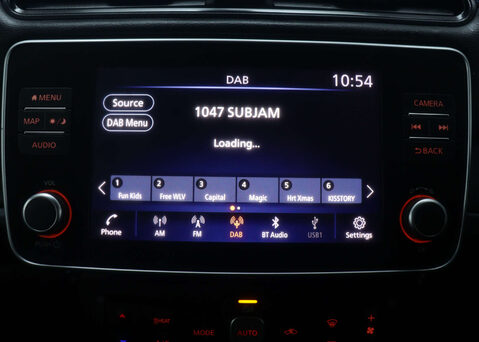 DAB
10:54
MENU
CAMERA
Source
1047 SUBJAM
MAP
DAB Menu
AUDIO
Loading...
BACK
1 2 3 4 5 6
Fun Kids Free WLV Capital Magic Hrt Xmas KISSTORY
VOL
Phone AM FM DAB BT Audio USB1 Settings
MODE AUTO